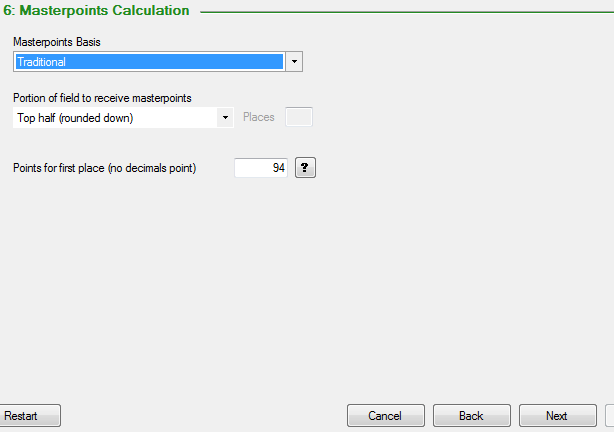 6: Masterpoints Calculation
Masterpoints Basis
Traditional
Portion of field to receive masterpoints
Top half (rounded down) Places
Points for first place (no decimals point) 94 ?
Restart Cancel Back Next